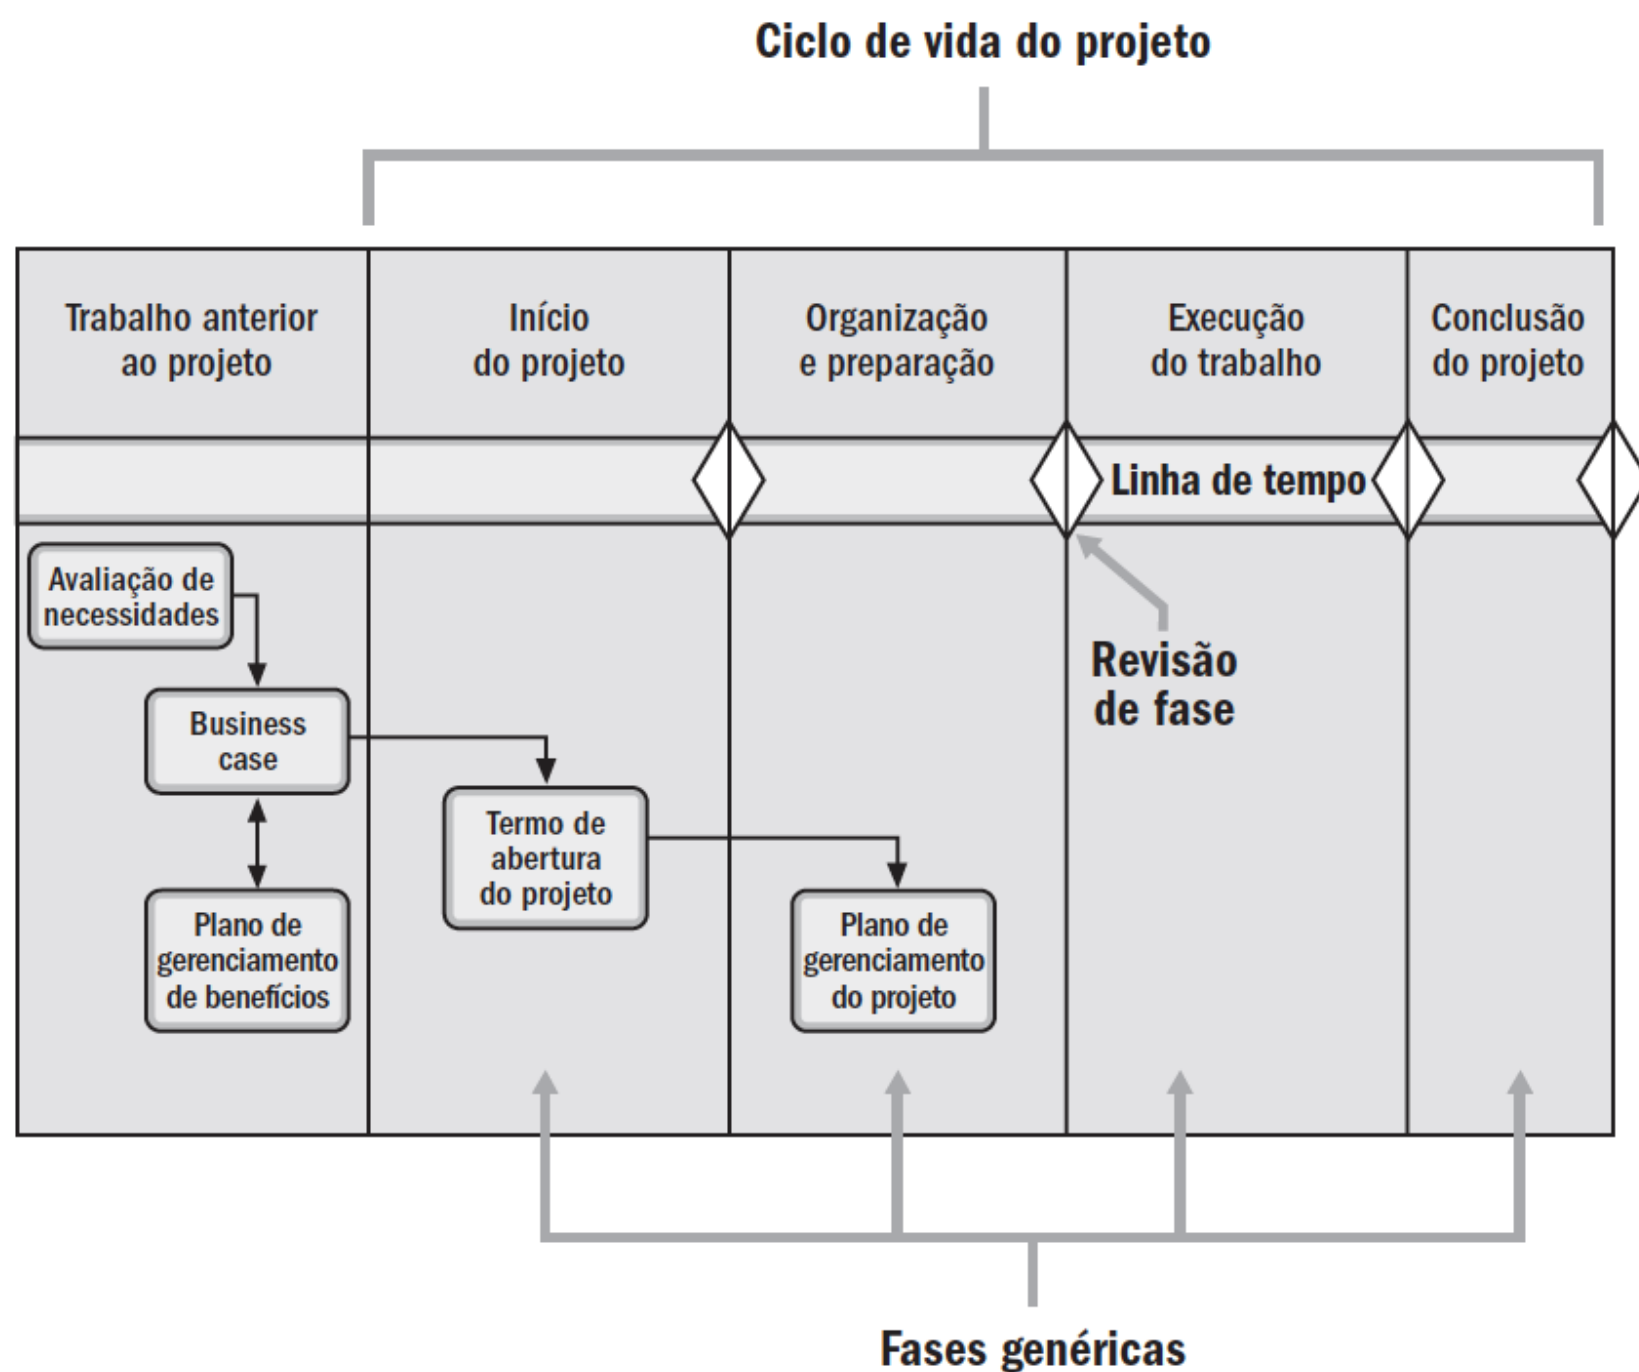 Ciclo de vida do projeto
Trabalho anterior
ao projeto
Início
do projeto
Organização
e preparação
Execução
do trabalho
Conclusão
do projeto
Linha de tempo
Avaliação de
necessidades
Business
case
Plano de
gerenciamento
de benefícios
Termo de
abertura
do projeto
Plano de
gerenciamento
do projeto
Revisão
de fase
Fases genéricas